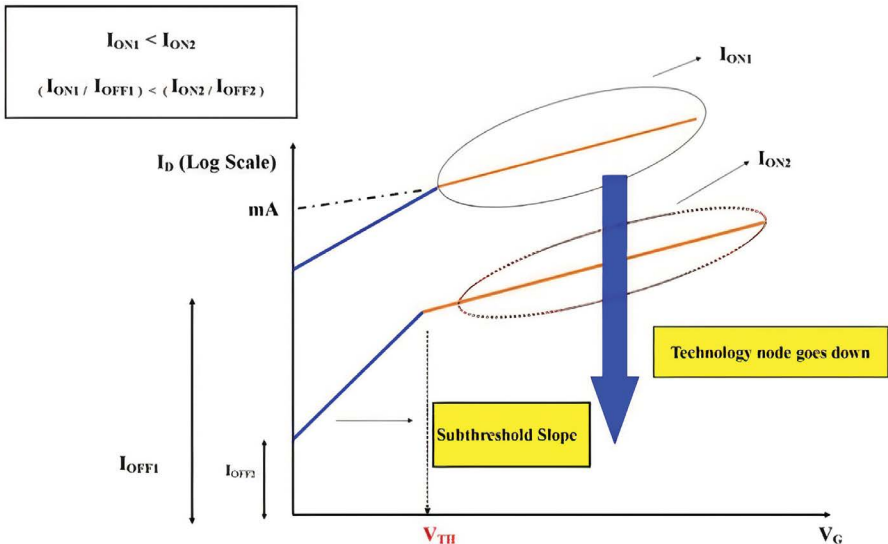 I_ON1 < I_ON2
( I_ON1 / I_OFF1 ) < ( I_ON2 / I_OFF2 )
I_ON1
I_D (Log Scale)
I_ON2
mA
Technology node goes down
Subthreshold Slope
I_OFF1
I_OFF2
V_TH
V_G